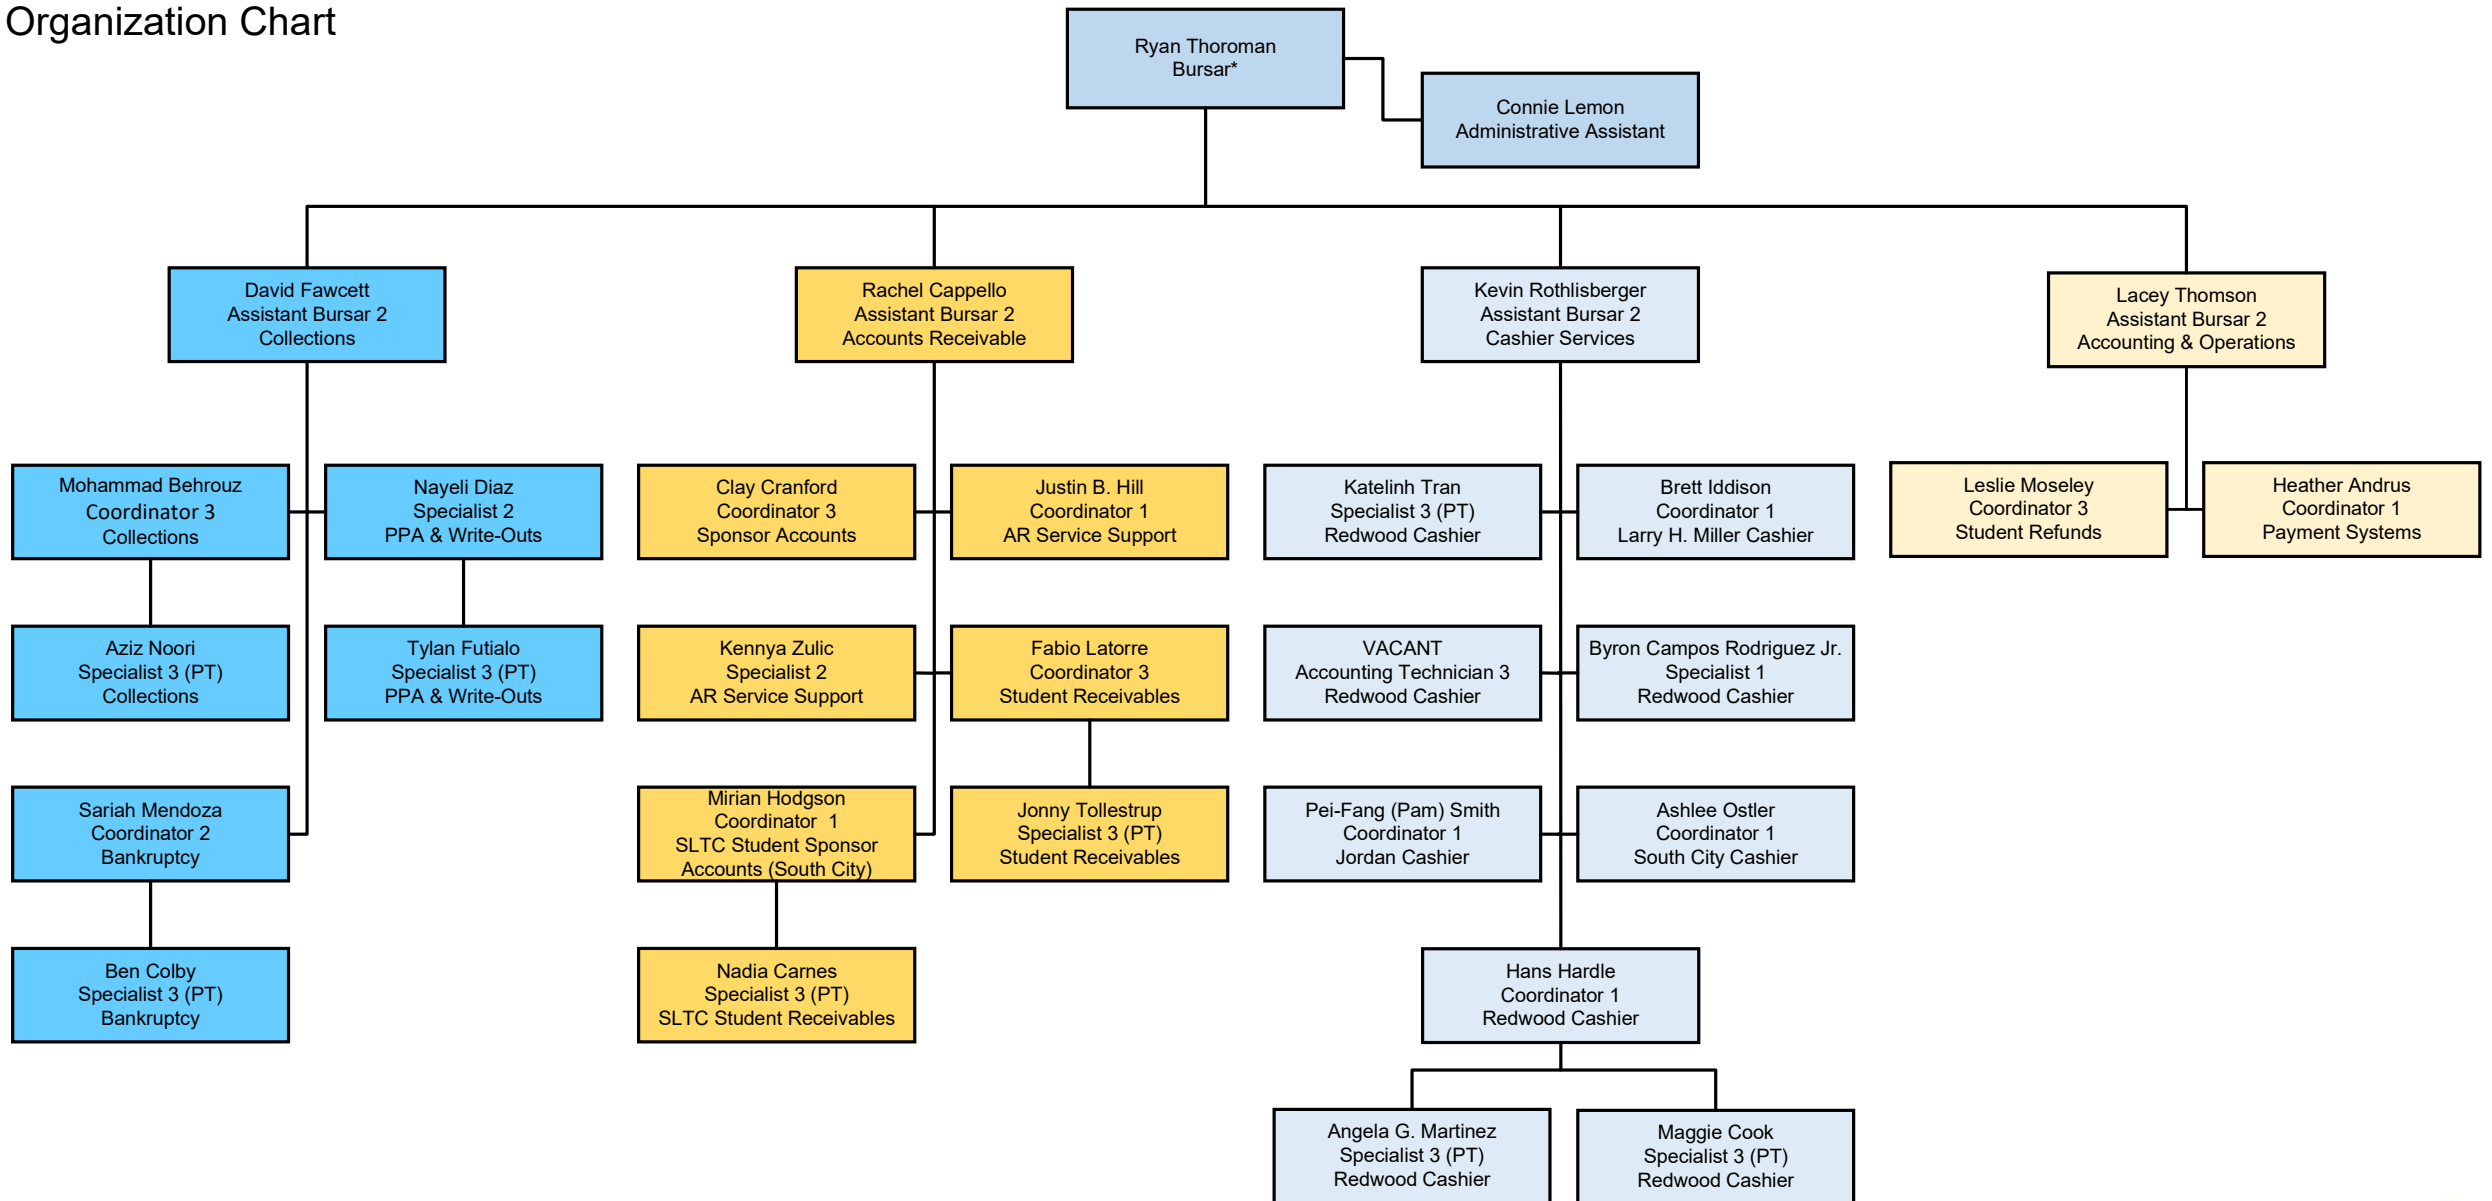 Organization Chart
Ryan Thoroman
Bursar*
Connie Lemon
Administrative Assistant
David Fawcett
Assistant Bursar 2
Collections
Rachel Cappello
Assistant Bursar 2
Accounts Receivable
Kevin Rothlisberger
Assistant Bursar 2
Cashier Services
Lacey Thomson
Assistant Bursar 2
Accounting & Operations
Mohammad Behrouz
Coordinator 3
Collections
Nayeli Diaz
Specialist 2
PPA & Write-Outs
Clay Cranford
Coordinator 3
Sponsor Accounts
Justin B. Hill
Coordinator 1
AR Service Support
Katelinh Tran
Specialist 3 (PT)
Redwood Cashier
Brett Iddison
Coordinator 1
Larry H. Miller Cashier
Leslie Moseley
Coordinator 3
Student Refunds
Heather Andrus
Coordinator 1
Payment Systems
Aziz Noori
Specialist 3 (PT)
Collections
Tylan Futialo
Specialist 3 (PT)
PPA & Write-Outs
Kennya Zulic
Specialist 2
AR Service Support
Fabio Latorre
Coordinator 3
Student Receivables
VACANT
Accounting Technician 3
Redwood Cashier
Byron Campos Rodriguez Jr.
Specialist 1
Redwood Cashier
Sariah Mendoza
Coordinator 2
Bankruptcy
Mirian Hodgson
Coordinator  1
SLTC Student Sponsor
Accounts (South City)
Jonny Tollestrup
Specialist 3 (PT)
Student Receivables
Pei-Fang (Pam) Smith
Coordinator 1
Jordan Cashier
Ashlee Ostler
Coordinator 1
South City Cashier
Ben Colby
Specialist 3 (PT)
Bankruptcy
Nadia Carnes
Specialist 3 (PT)
SLTC Student Receivables
Hans Hardle
Coordinator 1
Redwood Cashier
Angela G. Martinez
Specialist 3 (PT)
Redwood Cashier
Maggie Cook
Specialist 3 (PT)
Redwood Cashier